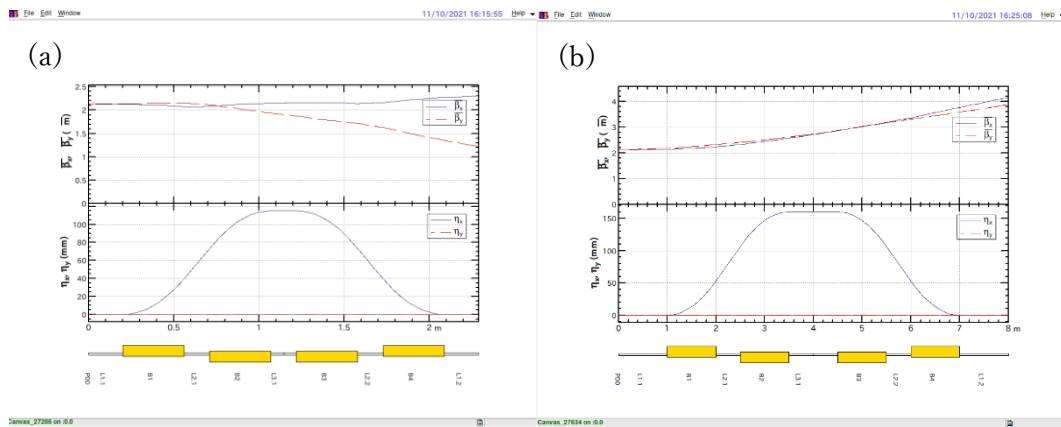 File Edit Window 11/10/2021 16:15:55 Help
(a)
2.5
2
1.5
1
0.5
0
√βx, √βy (√m)
√βx
√βy
100
80
60
40
20
0
ηx, ηy (mm)
ηx
ηy
0 0.5 1 1.5 2 m
P00 L1.1 B1 L2.1 B2 L3.1 B3 L2.2 B4 L1.2
Canvas_27266 on :0.0
File Edit Window 11/10/2021 16:25:08 Help
(b)
4
3
2
1
0
√βx, √βy (√m)
√βx
√βy
150
100
50
0
ηx, ηy (mm)
ηx
ηy
0 1 2 3 4 5 6 7 8 m
P00 L1.1 B1 L2.1 B2 L3.1 B3 L2.2 B4 L1.2
Canvas_27634 on :0.0